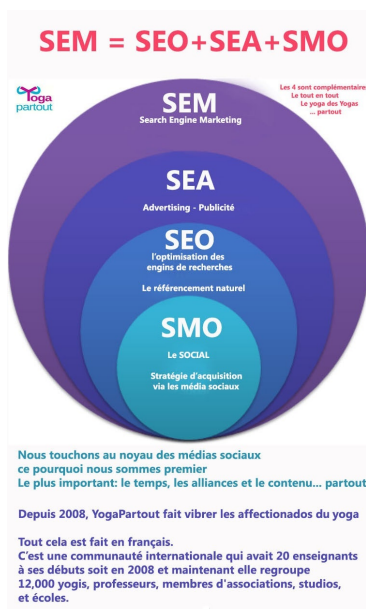 SEM = SEO+SEA+SMO
Yoga
partout
Les 4 sont complémentaire
Le tout en tout
Le yoga des Yogas
... partout
SEM
Search Engine Marketing
SEA
Advertising - Publicité
SEO
l'optimisation des
engins de recherches
Le référencement naturel
SMO
Le SOCIAL
Stratégie d'acquisition
via les média sociaux
Nous touchons au noyau des médias sociaux
ce pourquoi nous sommes premier
Le plus important: le temps, les alliances et le contenu... partout
Depuis 2008, YogaPartout fait vibrer les affectionados du yoga
Tout cela est fait en français.
C'est une communauté internationale qui avait 20 enseignants
à ses débuts soit en 2008 et maintenant elle regroupe
12,000 yogis, professeurs, membres d'associations, studios,
et écoles.